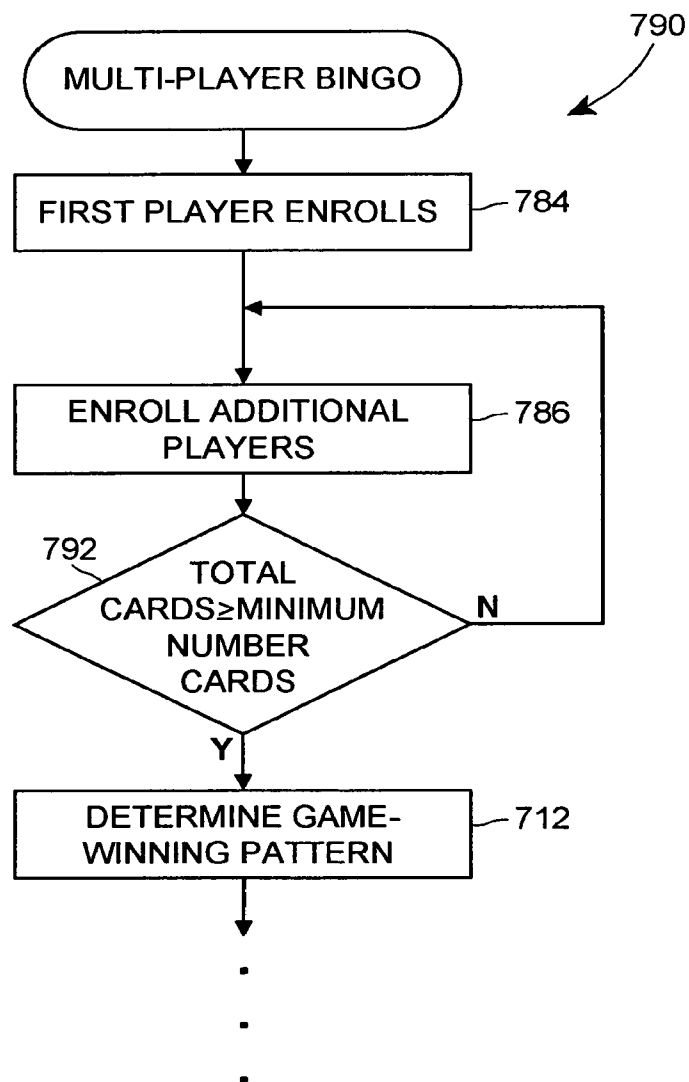 790
MULTI-PLAYER BINGO
FIRST PLAYER ENROLLS
784
ENROLL ADDITIONAL
PLAYERS
786
792
TOTAL
CARDS≥MINIMUM
NUMBER
CARDS
N
Y
DETERMINE GAME-
WINNING PATTERN
712